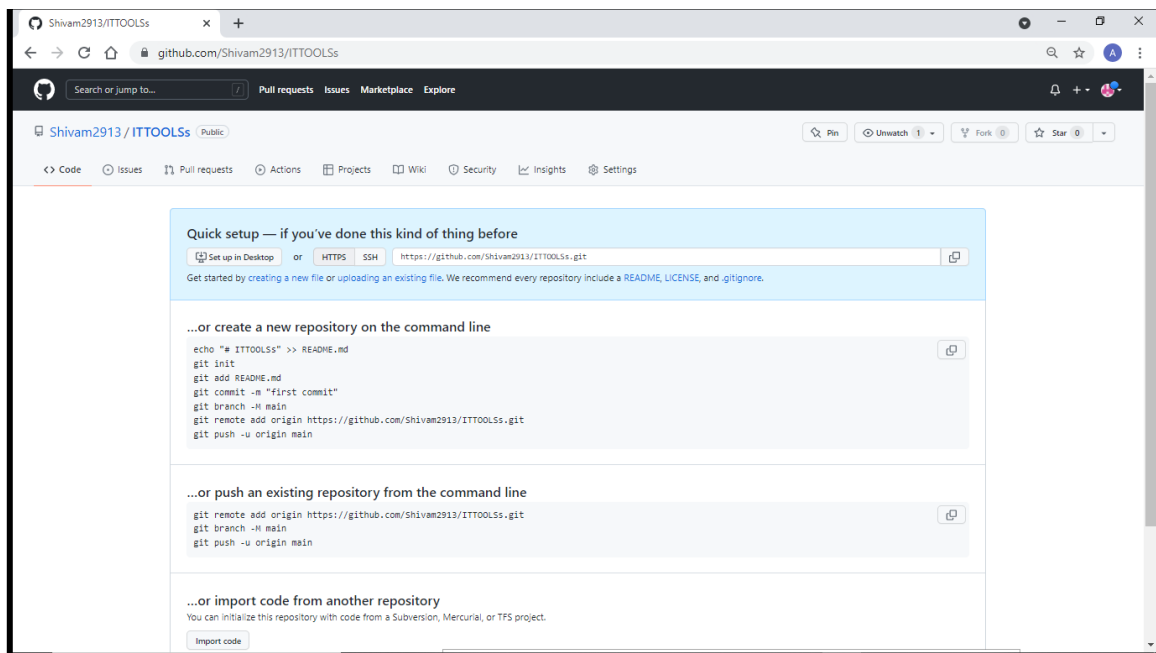 Shivam2913/ITTOOLSs
github.com/Shivam2913/ITTOOLSs
A
Search or jump to... / Pull requests Issues Marketplace Explore
Shivam2913 / ITTOOLSs Public
Pin Unwatch 1 Fork 0 Star 0
Code Issues Pull requests Actions Projects Wiki Security Insights Settings
Quick setup — if you've done this kind of thing before
Set up in Desktop or HTTPS SSH https://github.com/Shivam2913/ITTOOLSs.git
Get started by creating a new file or uploading an existing file. We recommend every repository include a README, LICENSE, and .gitignore.
...or create a new repository on the command line
echo "# ITTOOLSs" >> README.md
git init
git add README.md
git commit -m "first commit"
git branch -M main
git remote add origin https://github.com/Shivam2913/ITTOOLSs.git
git push -u origin main
...or push an existing repository from the command line
git remote add origin https://github.com/Shivam2913/ITTOOLSs.git
git branch -M main
git push -u origin main
...or import code from another repository
You can initialize this repository with code from a Subversion, Mercurial, or TFS project.
Import code